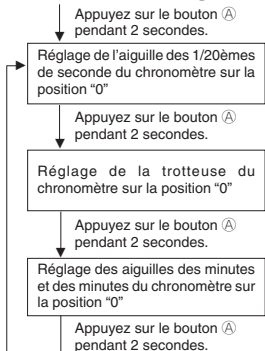 Appuyez sur le bouton Ⓐ
pendant 2 secondes.
Réglage de l'aiguille des 1/20èmes
de seconde du chronomètre sur la
position “0”
Appuyez sur le bouton Ⓐ
pendant 2 secondes.
Réglage de la trotteuse du
chronomètre sur la position “0”
Appuyez sur le bouton Ⓐ
pendant 2 secondes.
Réglage des aiguilles des minutes
et des minutes du chronomètre sur
la position “0”
Appuyez sur le bouton Ⓐ
pendant 2 secondes.